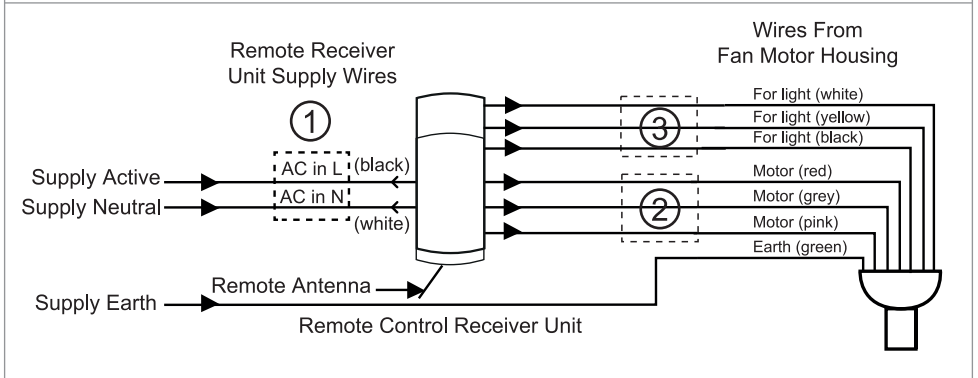 Wires From
Fan Motor Housing
Remote Receiver
Unit Supply Wires
1
For light (white)
For light (yellow)
3
For light (black)
AC in L
(black)
Supply Active
Motor (red)
AC in N
Motor (grey)
Supply Neutral
2
(white)
Motor (pink)
Earth (green)
Remote Antenna
Supply Earth
Remote Control Receiver Unit